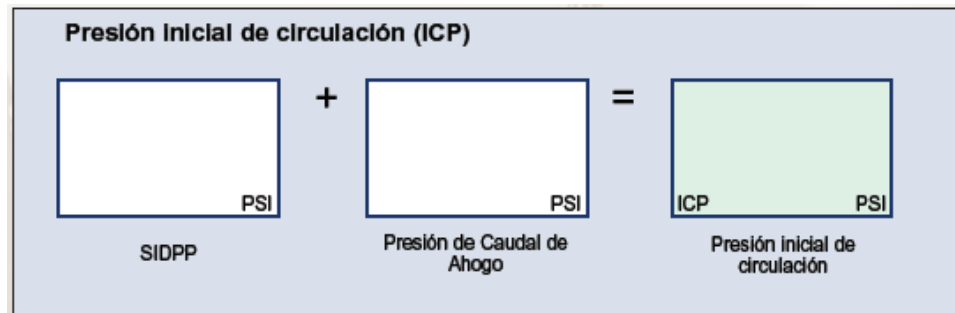 Presión inicial de circulación (ICP)
+ =
PSI PSI ICP PSI
SIDPP
Presión de Caudal de
Ahogo
Presión inicial de
circulación